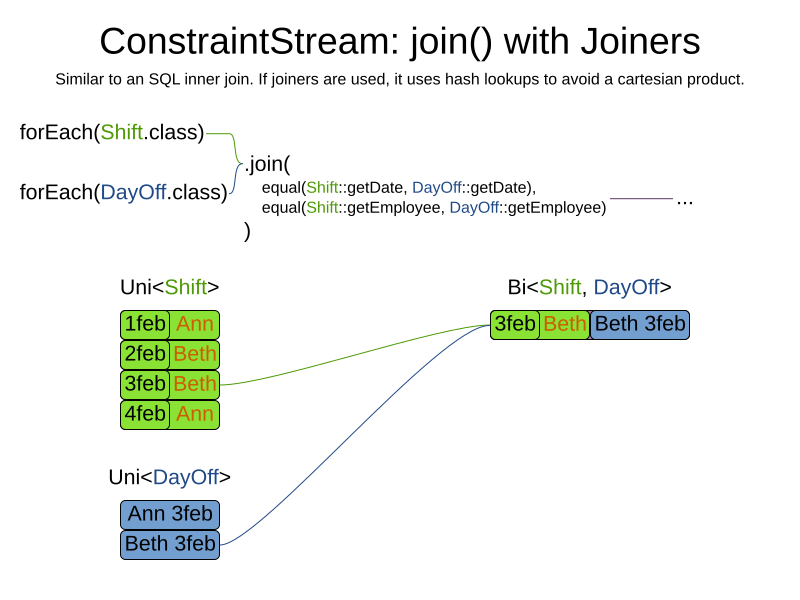 ConstraintStream: join() with Joiners
Similar to an SQL inner join. If joiners are used, it uses hash lookups to avoid a cartesian product.
forEach(Shift.class)
.join(
forEach(DayOff.class)
equal(Shift::getDate, DayOff::getDate),
equal(Shift::getEmployee, DayOff::getEmployee)
...
)
Uni<Shift>
1feb Ann
2feb Beth
3feb Beth
4feb Ann
Bi<Shift, DayOff>
3feb Beth Beth 3feb
Uni<DayOff>
Ann 3feb
Beth 3feb